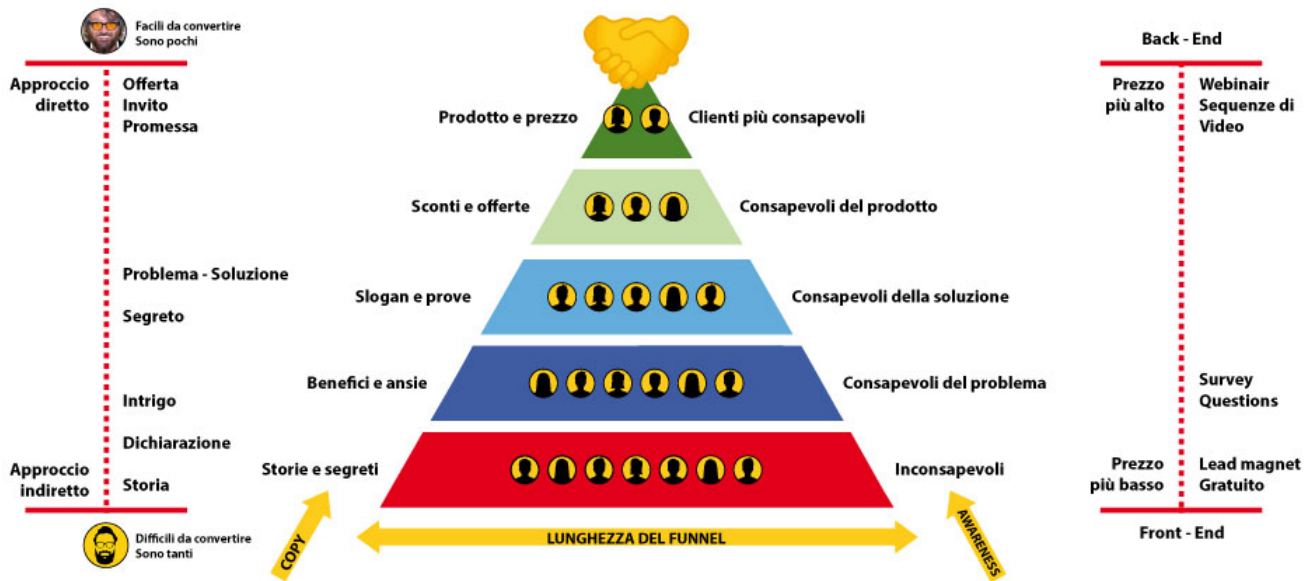 Facili da convertire
Sono pochi
Approccio
diretto
Offerta
Invito
Promessa
Problema - Soluzione
Segreto
Intrigo
Dichiarazione
Approccio
indiretto
Storia
Difficili da convertire
Sono tanti
Prodotto e prezzo
Clienti più consapevoli
Sconti e offerte
Consapevoli del prodotto
Slogan e prove
Consapevoli della soluzione
Benefici e ansie
Consapevoli del problema
Storie e segreti
Inconsapevoli
COPY
LUNGHEZZA DEL FUNNEL
AWARENESS
Back - End
Prezzo
più alto
Webinair
Sequenze di
Video
Survey
Questions
Prezzo
più basso
Lead magnet
Gratuito
Front - End